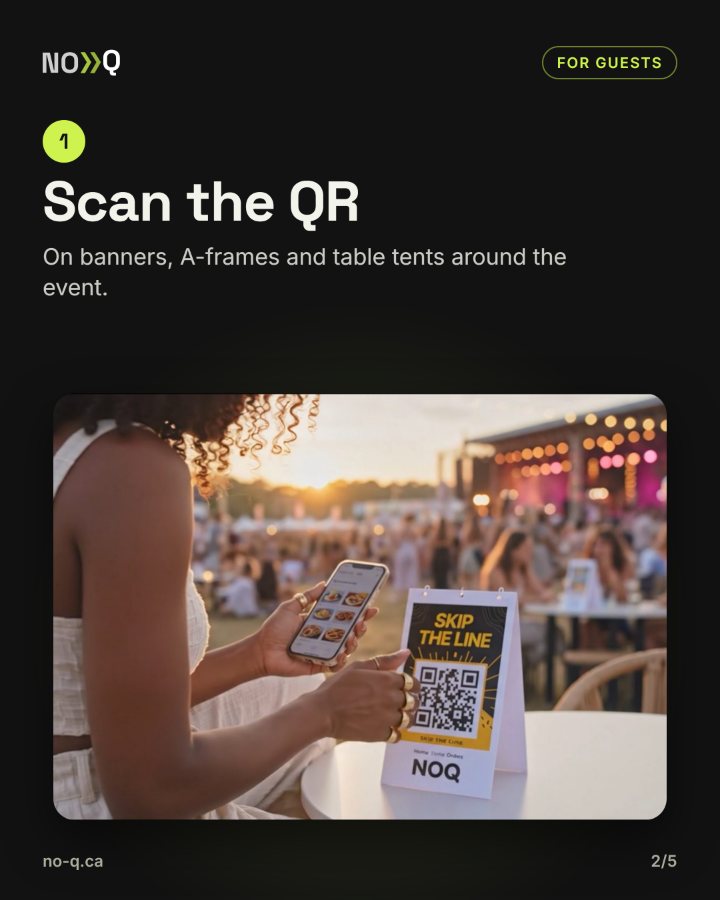 NO»Q
FOR GUESTS
1
Scan the QR
On banners, A-frames and table tents around the
event.
SKIP
THE LINE
SKIP THE LINE
NOQ
no-q.ca
2/5